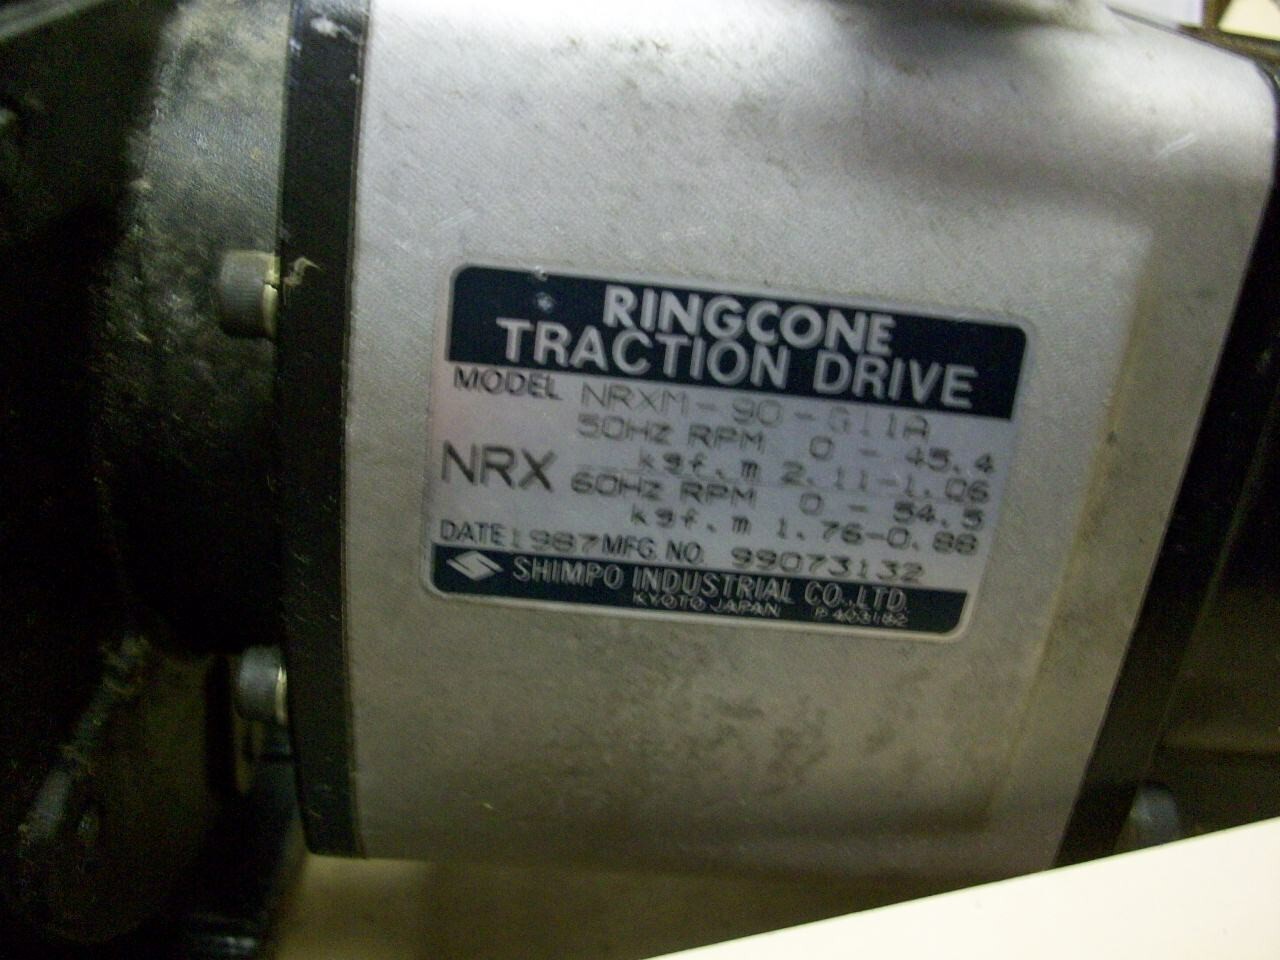 RINGCONE
TRACTION DRIVE
MODEL NRXM-90-G11A
50HZ RPM 0 - 45.4
kgf.m 2.11-1.06
NRX
60HZ RPM 0 - 54.5
kgf.m 1.76-0.88
DATE 1987 MFG. NO. 99073132
SHIMPO INDUSTRIAL CO.,LTD.
KYOTO JAPAN P-403182